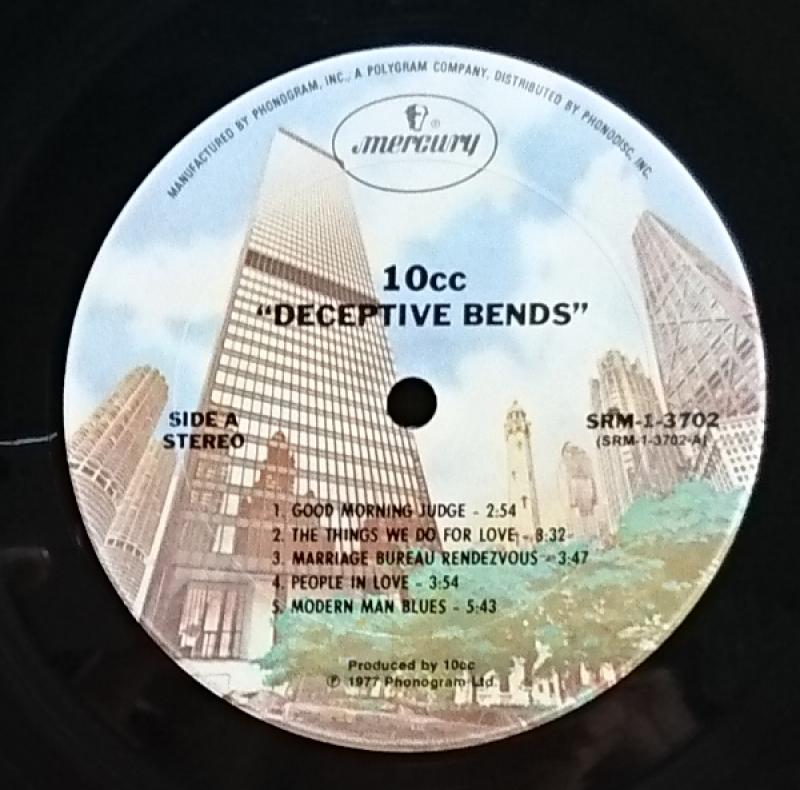 MANUFACTURED BY PHONOGRAM, INC., A POLYGRAM COMPANY. DISTRIBUTED BY PHONODISC, INC.
mercury ®
10cc
"DECEPTIVE BENDS"
SIDE A
STEREO
SRM-1-3702
(SRM-1-3702-A)
1. GOOD MORNING JUDGE - 2:54
2. THE THINGS WE DO FOR LOVE - 3:32
3. MARRIAGE BUREAU RENDEZVOUS - 3:47
4. PEOPLE IN LOVE - 3:54
5. MODERN MAN BLUES - 5:43
Produced by 10cc
℗ 1977 Phonogram Ltd.